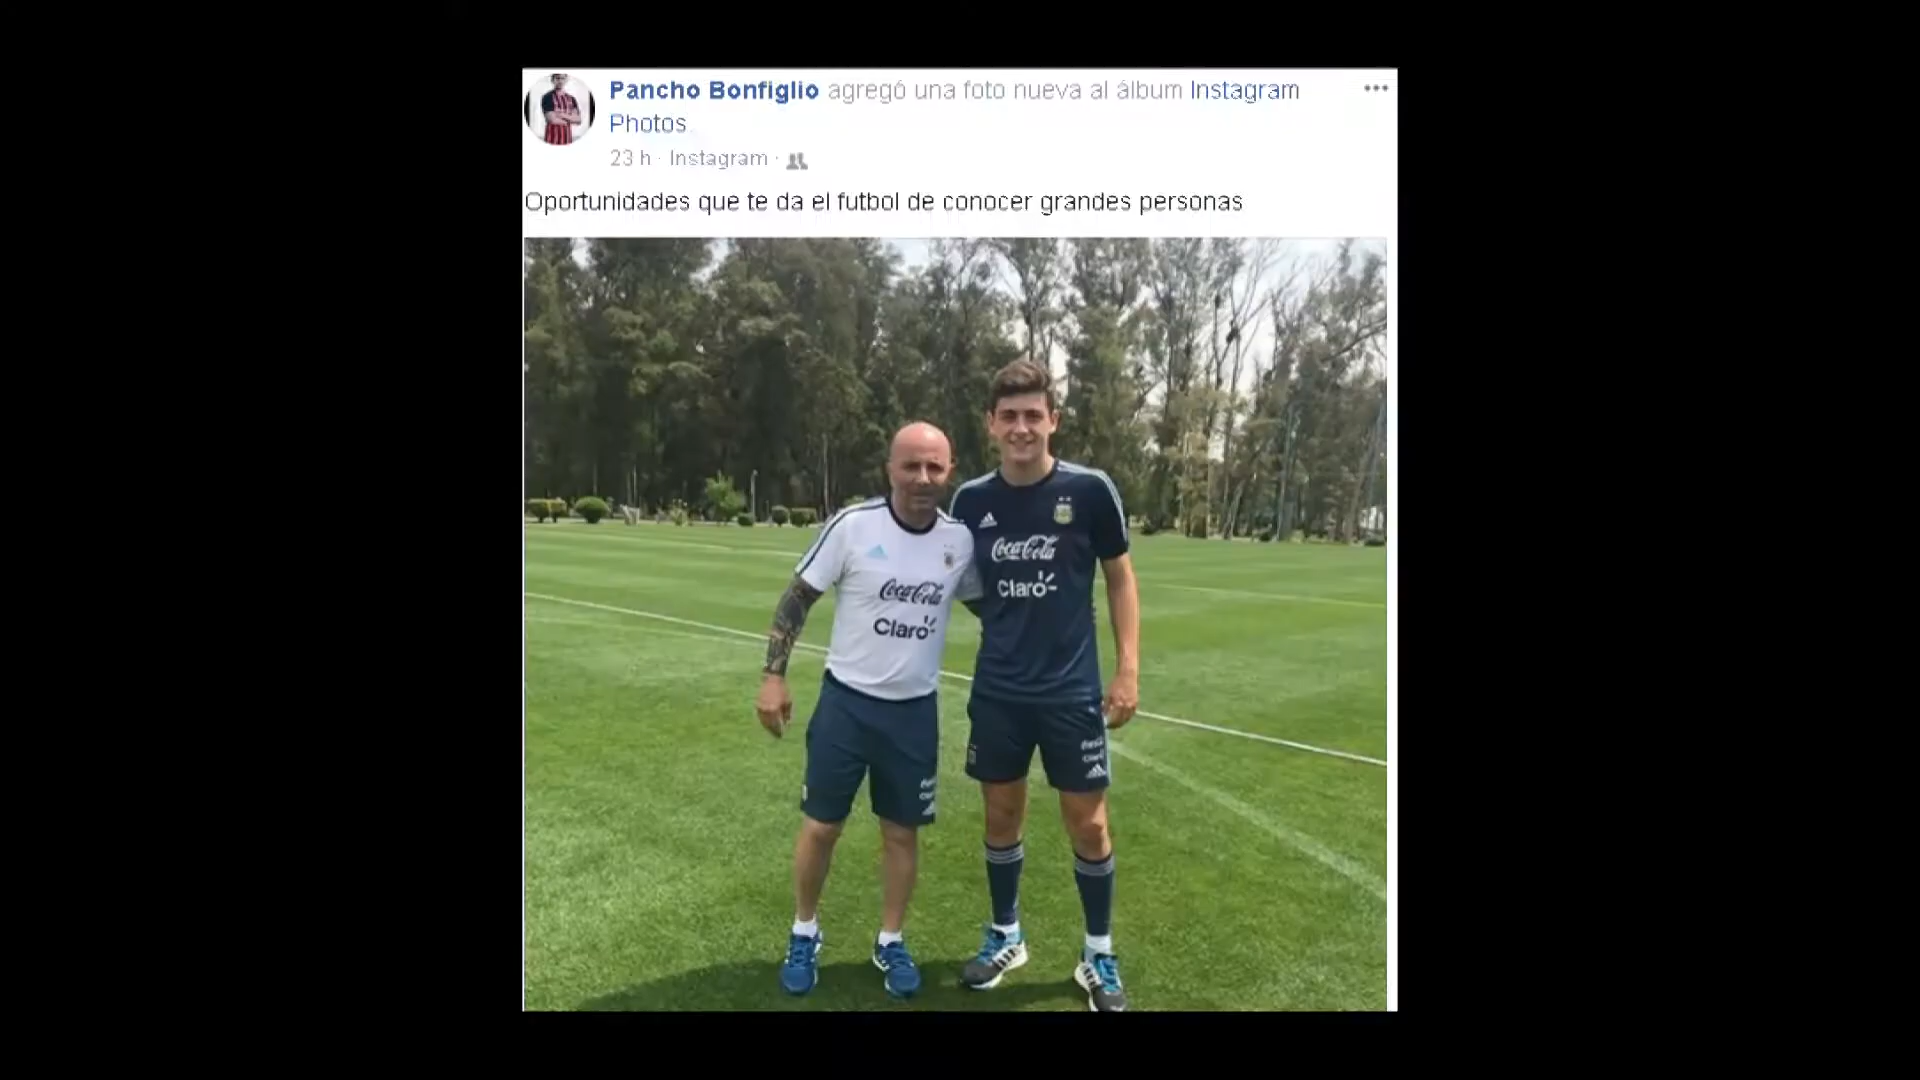 Pancho Bonfiglio agregó una foto nueva al álbum Instagram
Photos.
23 h · Instagram ·
Oportunidades que te da el futbol de conocer grandes personas
Coca-Cola
Claro
Coca-Cola
Claro